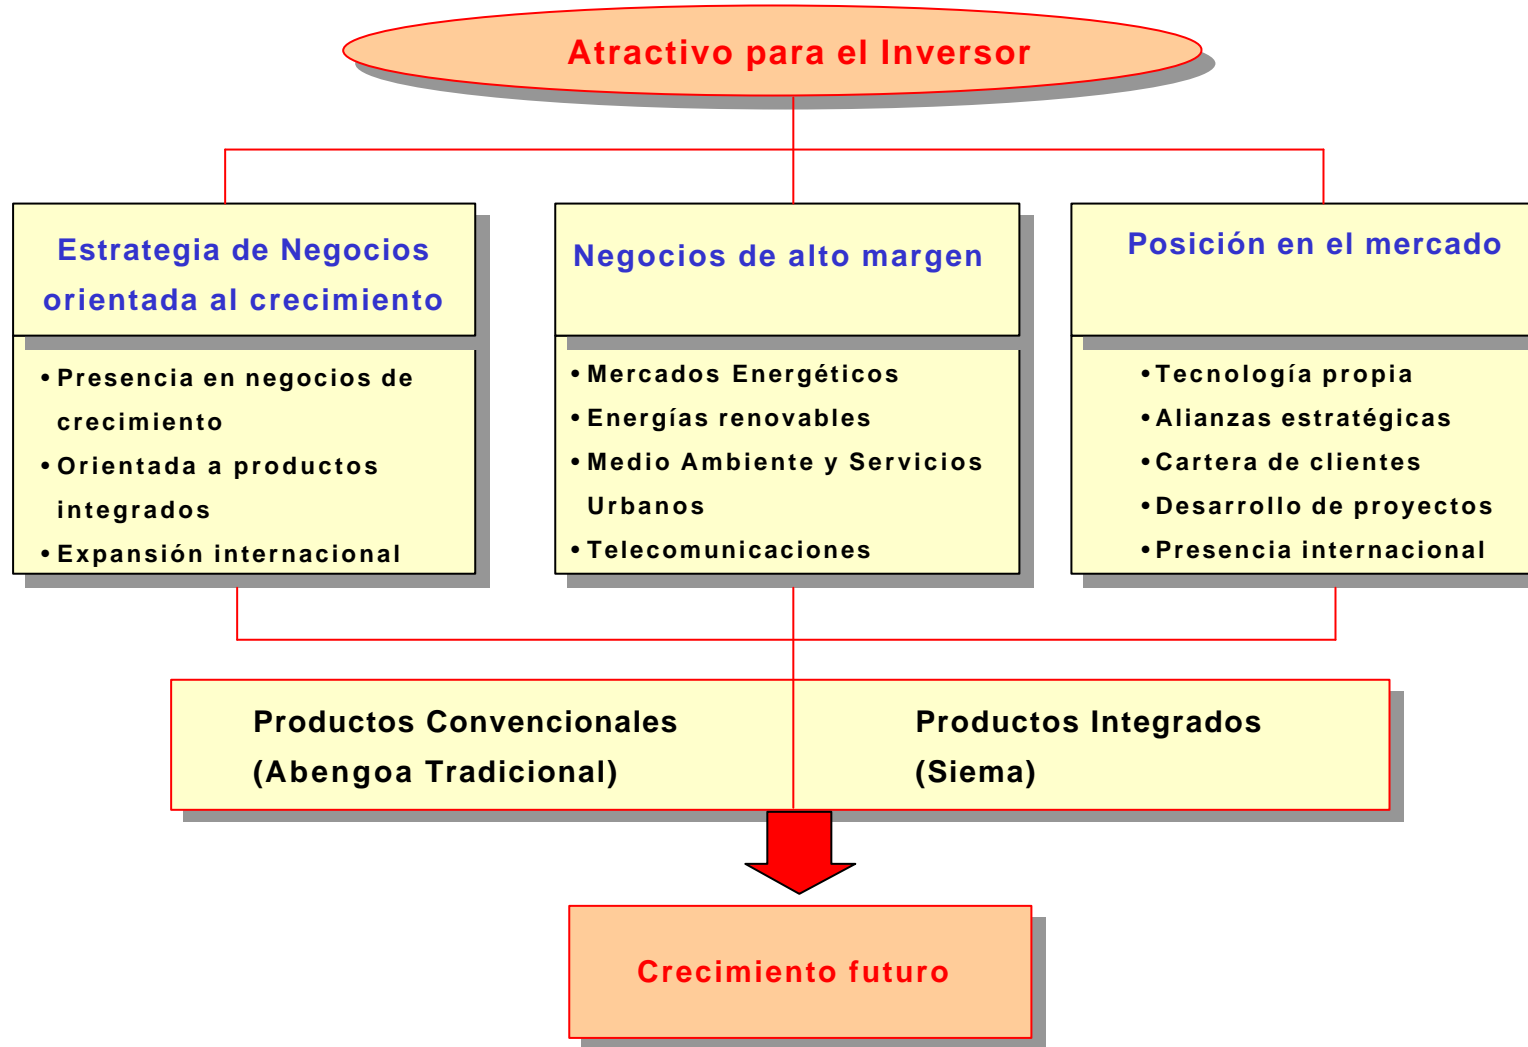 Atractivo para el Inversor
Estrategia de Negocios
orientada al crecimiento
• Presencia en negocios de
crecimiento
• Orientada a productos
integrados
• Expansión internacional
Negocios de alto margen
• Mercados Energéticos
• Energías renovables
• Medio Ambiente y Servicios
Urbanos
• Telecomunicaciones
Posición en el mercado
• Tecnología propia
• Alianzas estratégicas
• Cartera de clientes
• Desarrollo de proyectos
• Presencia internacional
Productos Convencionales
(Abengoa Tradicional)
Productos Integrados
(Siema)
Crecimiento futuro